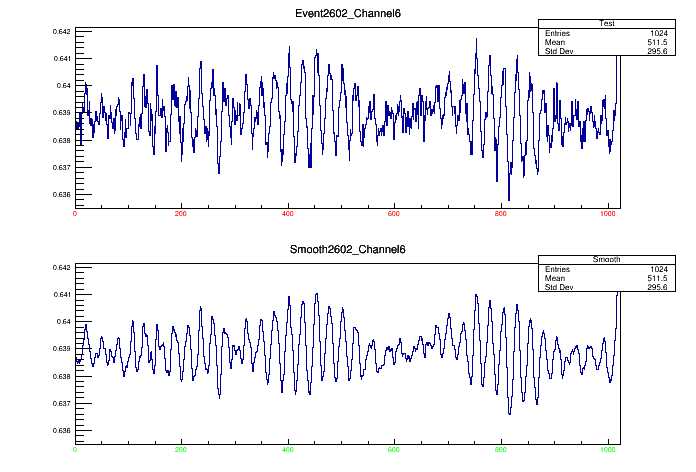 Event2602_Channel6
Test
Entries 1024
Mean 511.5
Std Dev 295.6
0.642
0.641
0.64
0.639
0.638
0.637
0.636
0 200 400 600 800 1000
Smooth2602_Channel6
Smooth
Entries 1024
Mean 511.5
Std Dev 295.6
0.642
0.641
0.64
0.639
0.638
0.637
0.636
0 200 400 600 800 1000